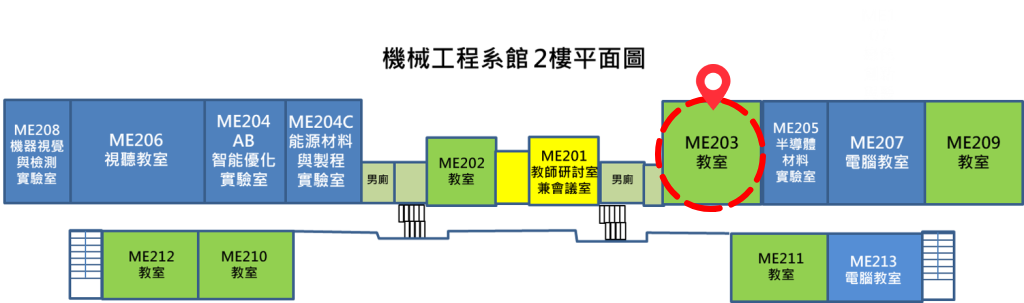 機械工程系館 2樓平面圖
ME208
機器視覺
與檢測
實驗室
ME206
視聽教室
ME204
AB
智能優化
實驗室
ME204C
能源材料
與製程
實驗室
男廁
ME202
教室
ME201
教師研討室
兼會議室
男廁
ME203
教室
ME205
半導體
材料
實驗室
ME207
電腦教室
ME209
教室
ME212
教室
ME210
教室
ME211
教室
ME213
電腦教室